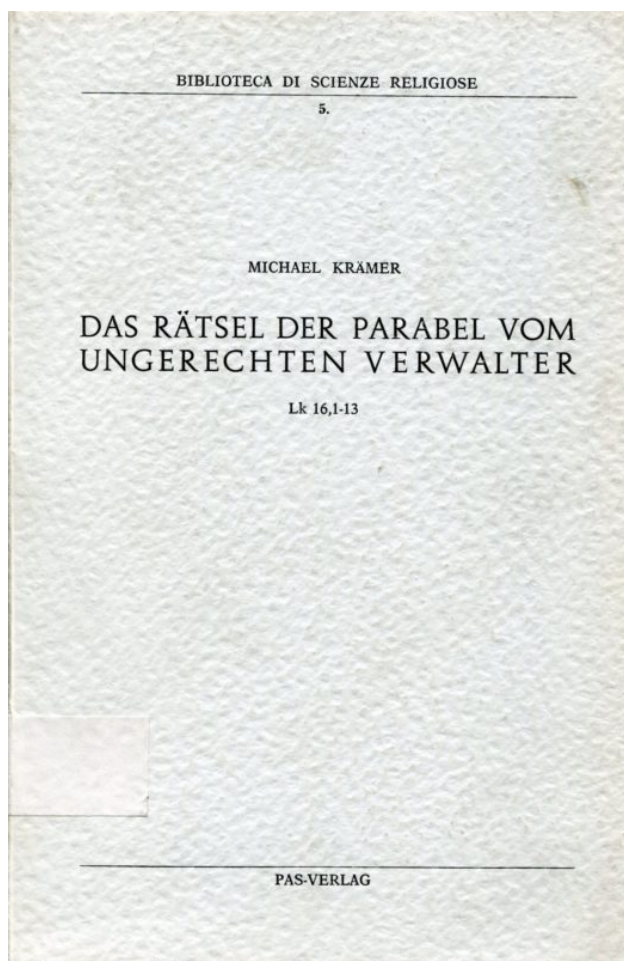 BIBLIOTECA DI SCIENZE RELIGIOSE
5.
MICHAEL KRÄMER
DAS RÄTSEL DER PARABEL VOM
UNGERECHTEN VERWALTER
Lk 16,1-13
PAS-VERLAG